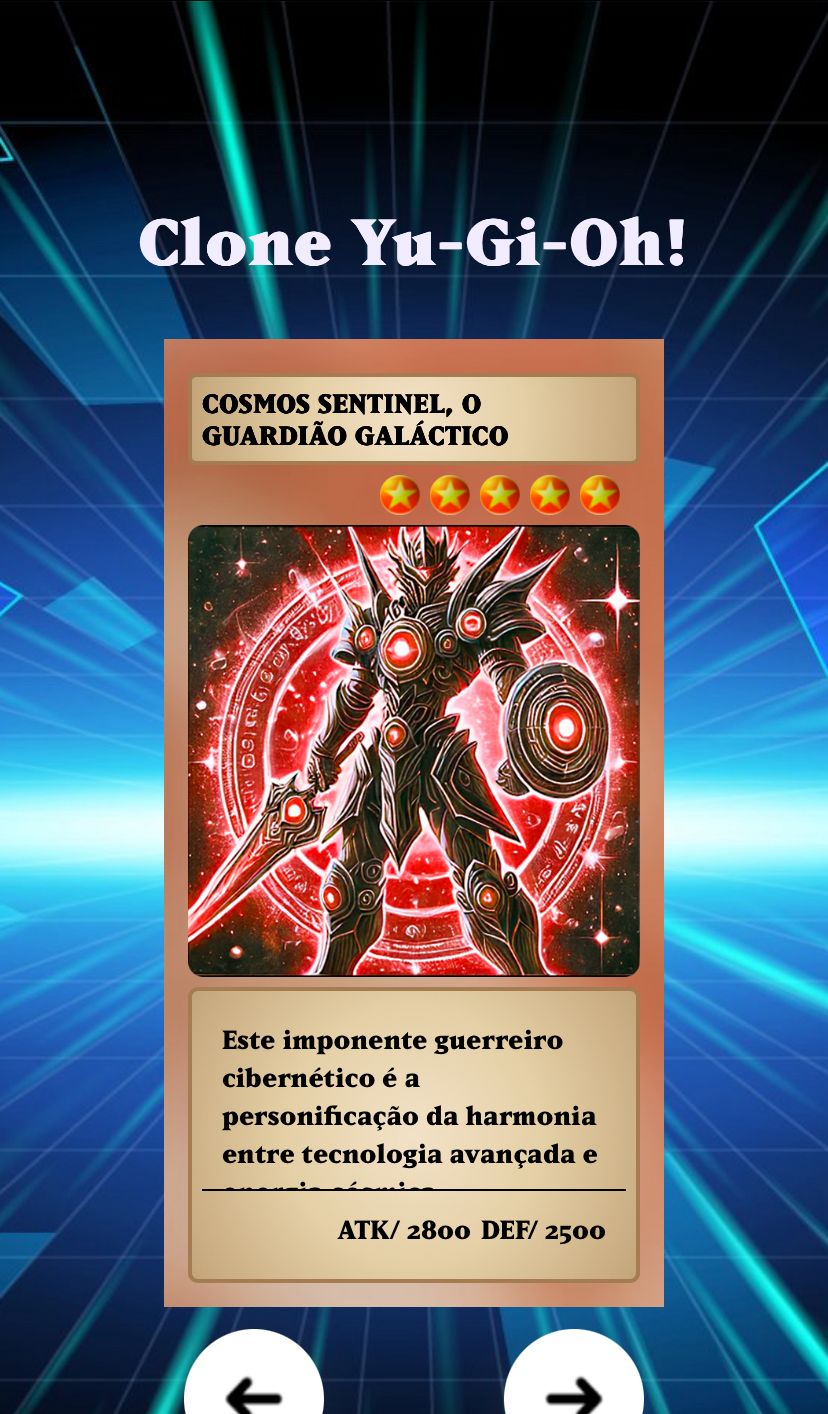 Clone Yu-Gi-Oh!
COSMOS SENTINEL, O
GUARDIÃO GALÁCTICO
Este imponente guerreiro
cibernético é a
personificação da harmonia
entre tecnologia avançada e
ATK/ 2800 DEF/ 2500